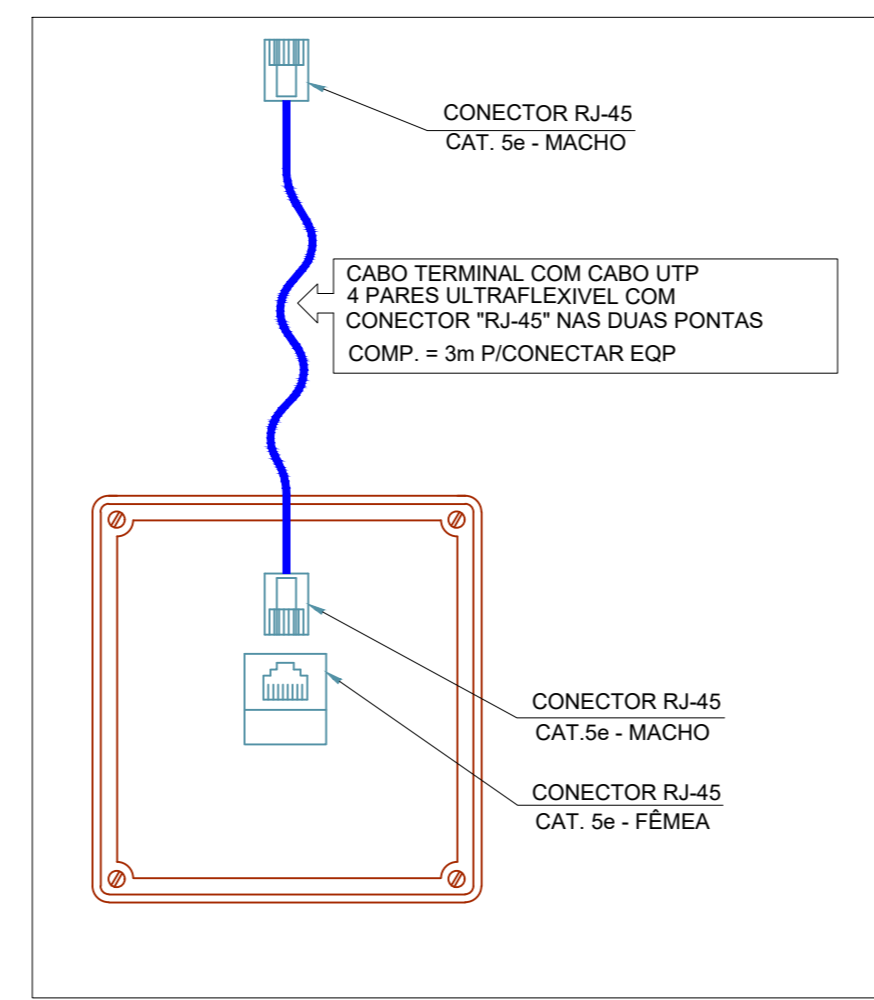 CONECTOR RJ-45
CAT. 5e - MACHO
CABO TERMINAL COM CABO UTP
4 PARES ULTRAFLEXIVEL COM
CONECTOR "RJ-45" NAS DUAS PONTAS
COMP. = 3m P/CONECTAR EQP
CONECTOR RJ-45
CAT.5e - MACHO
CONECTOR RJ-45
CAT. 5e - FÊMEA